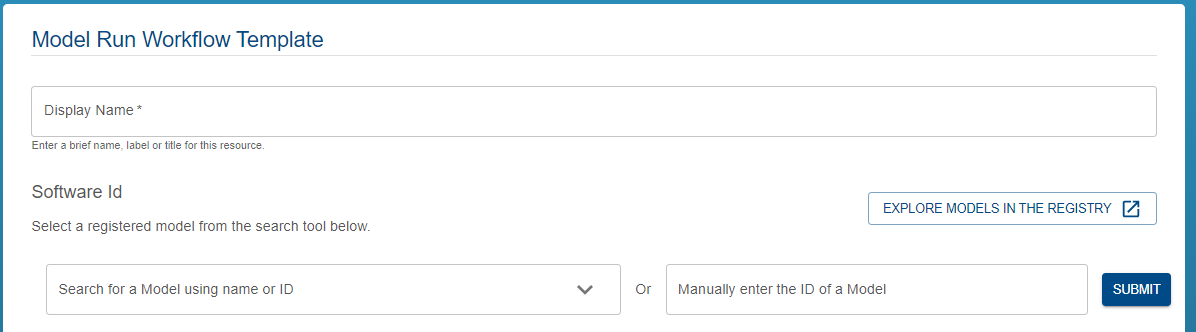 Model Run Workflow Template
Display Name *
Enter a brief name, label or title for this resource.
Software Id
EXPLORE MODELS IN THE REGISTRY
Select a registered model from the search tool below.
Search for a Model using name or ID
Or
Manually enter the ID of a Model
SUBMIT